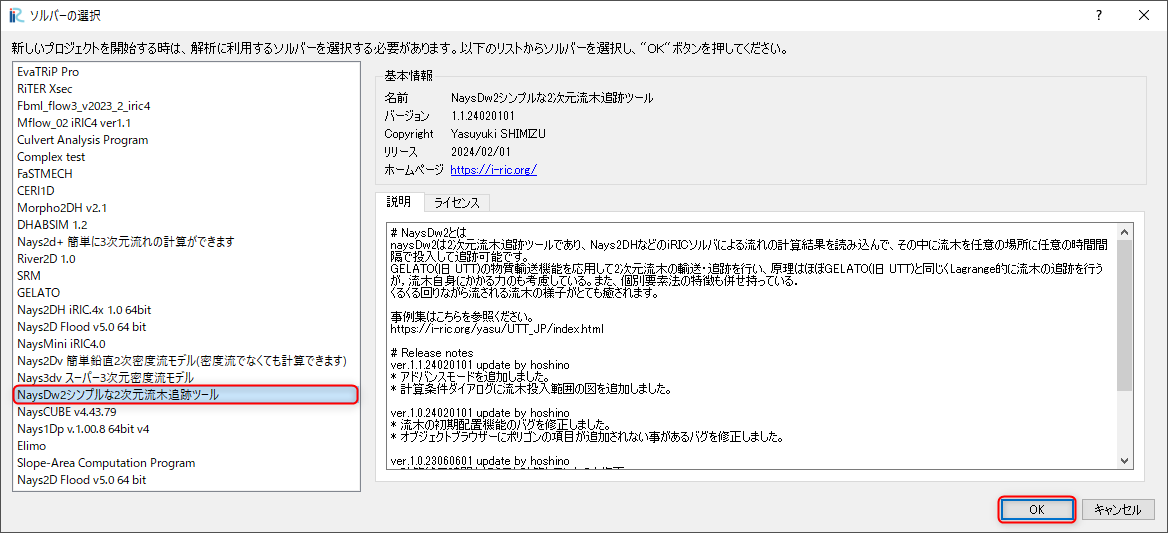 iRIC ソルバーの選択
? ×
新しいプロジェクトを開始する時は、解析に利用するソルバーを選択する必要があります。以下のリストからソルバーを選択し、"OK"ボタンを押してください。
EvaTRiP Pro
RiTER Xsec
Fbml_flow3_v2023_2_iric4
Mflow_02 iRIC4 ver1.1
Culvert Analysis Program
Complex test
FaSTMECH
CERI1D
Morpho2DH v2.1
DHABSIM 1.2
Nays2d+ 簡単に3次元流れの計算ができます
River2D 1.0
SRM
GELATO
Nays2DH iRIC.4x 1.0 64bit
Nays2D Flood v5.0 64 bit
NaysMini iRIC4.0
Nays2Dv 簡単鉛直2次密度流モデル(密度流でなくても計算できます)
Nays3dv スーパー3次元密度流モデル
NaysDw2シンプルな2次元流木追跡ツール
NaysCUBE v4.43.79
Nays1Dp v.1.00.8 64bit v4
Elimo
Slope-Area Computation Program
Nays2D Flood v5.0 64 bit
基本情報
名前 NaysDw2シンプルな2次元流木追跡ツール
バージョン 1.1.24020101
Copyright Yasuyuki SHIMIZU
リリース 2024/02/01
ホームページ https://i-ric.org/
説明 ライセンス
# NaysDw2とは
naysDw2は2次元流木追跡ツールであり、Nays2DHなどのiRICソルバによる流れの計算結果を読み込んで、その中に流木を任意の場所に任意の時間間
隔で投入して追跡可能です。
GELATO(旧 UTT)の物質輸送機能を応用して2次元流木の輸送・追跡を行い、原理はほぼGELATO(旧 UTT)と同じくLagrange的に流木の追跡を行う
が，流木自身にかかる力のも考慮している。また、個別要素法の特徴も併せ持っている．
くるくる回りながら流される流木の様子がとても癒されます。
事例集はこちらを参照ください。
https://i-ric.org/yasu/UTT_JP/index.html
# Release notes
ver.1.1.24020101 update by hoshino
* アドバンスモードを追加しました。
* 計算条件ダイアログに流木投入範囲の図を追加しました。
ver.1.0.24020101 update by hoshino
* 流木の初期配置機能のバグを修正しました。
* オブジェクトブラウザーにポリゴンの項目が追加されない事があるバグを修正しました。
ver.1.0.23060601 update by hoshino
OK キャンセル